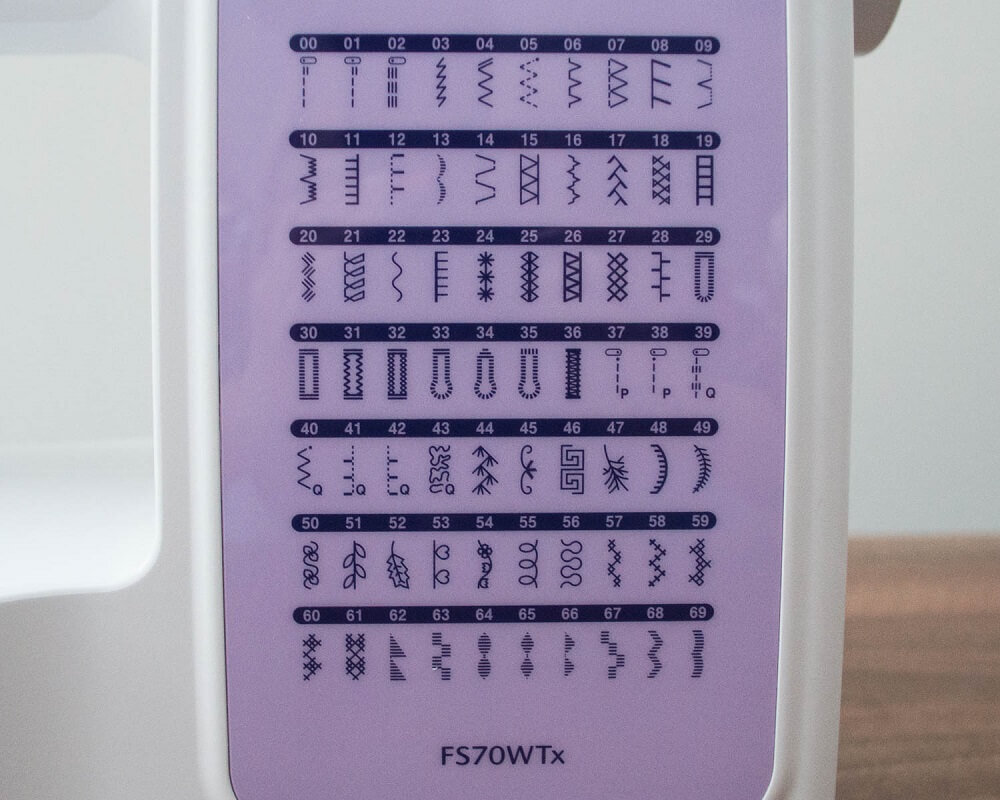 00 01 02 03 04 05 06 07 08 09
10 11 12 13 14 15 16 17 18 19
20 21 22 23 24 25 26 27 28 29
30 31 32 33 34 35 36 37 38 39
P P Q
40 41 42 43 44 45 46 47 48 49
Q Q Q Q
50 51 52 53 54 55 56 57 58 59
60 61 62 63 64 65 66 67 68 69
FS70WTx